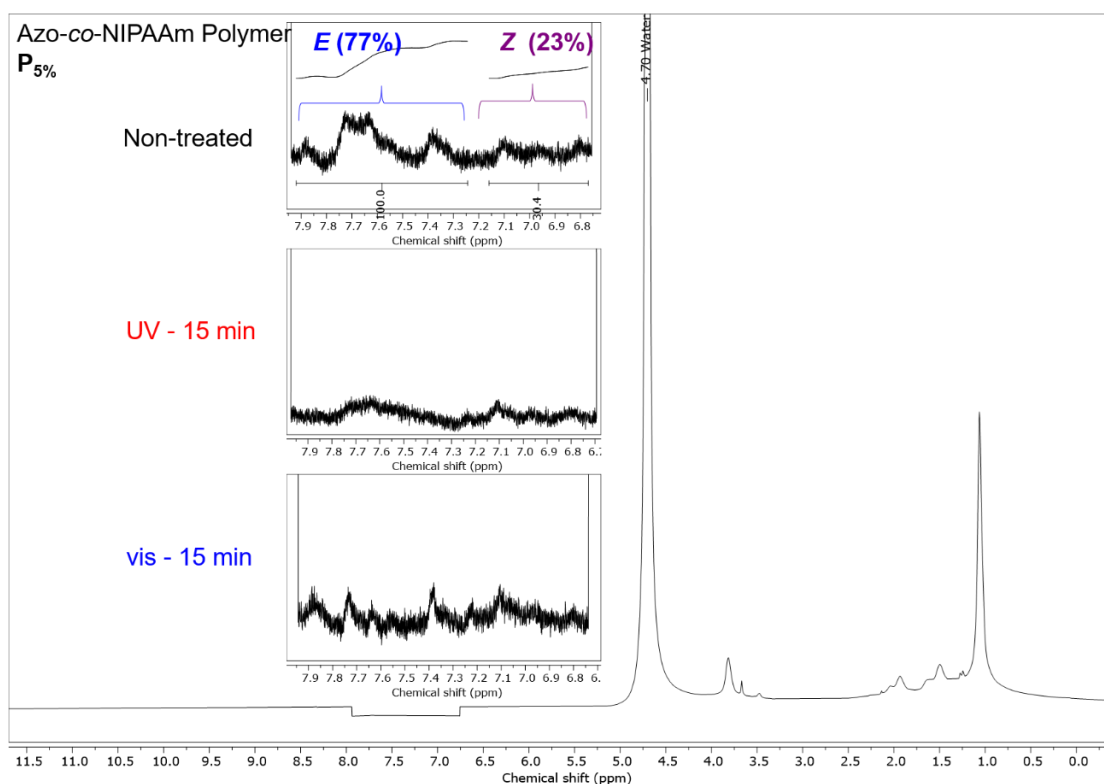 Azo-co-NIPAAm Polymer
P5%
E (77%) Z (23%)
4.70 Water
Non-treated
100.0 30.4
7.9 7.8 7.7 7.6 7.5 7.4 7.3 7.2 7.1 7.0 6.9 6.8
Chemical shift (ppm)
UV - 15 min
7.9 7.8 7.7 7.6 7.5 7.4 7.3 7.2 7.1 7.0 6.9 6.8 6.7
Chemical shift (ppm)
vis - 15 min
7.9 7.8 7.7 7.6 7.5 7.4 7.3 7.2 7.1 7.0 6.9 6.8 6.
Chemical shift (ppm)
11.5 11.0 10.5 10.0 9.5 9.0 8.5 8.0 7.5 7.0 6.5 6.0 5.5 5.0 4.5 4.0 3.5 3.0 2.5 2.0 1.5 1.0 0.5 0.0
Chemical shift (ppm)